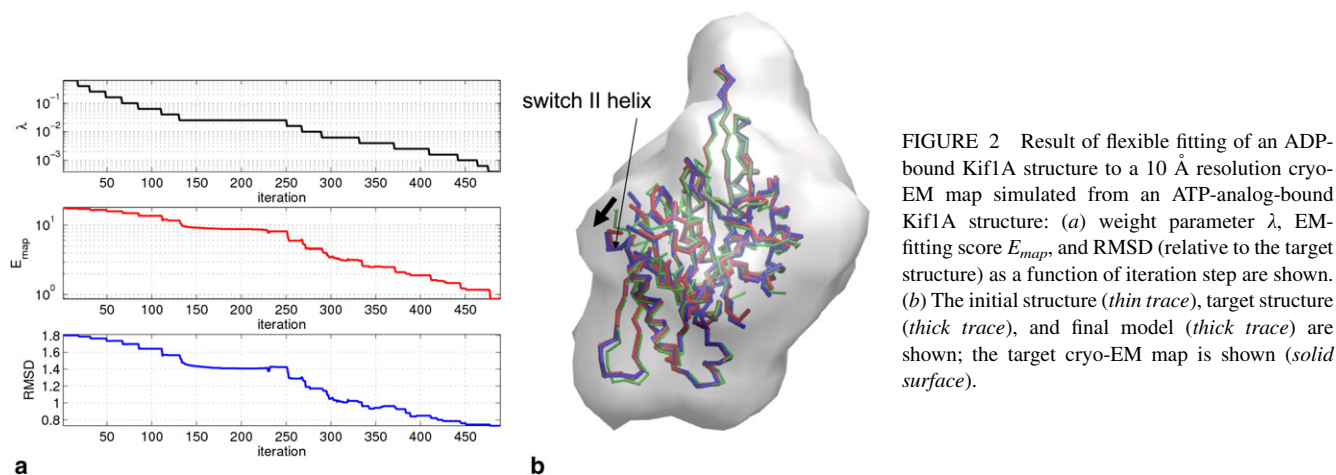 10⁻¹
10⁻²
10⁻³
λ
50 100 150 200 250 300 350 400 450
iteration
10¹
10⁰
E_map
50 100 150 200 250 300 350 400 450
iteration
1.8
1.6
1.4
1.2
1
0.8
RMSD
50 100 150 200 250 300 350 400 450
iteration
a
switch II helix
b
FIGURE 2 Result of flexible fitting of an ADP-
bound Kif1A structure to a 10 Å resolution cryo-
EM map simulated from an ATP-analog-bound
Kif1A structure: (a) weight parameter λ, EM-
fitting score E_map, and RMSD (relative to the target
structure) as a function of iteration step are shown.
(b) The initial structure (thin trace), target structure
(thick trace), and final model (thick trace) are
shown; the target cryo-EM map is shown (solid
surface).